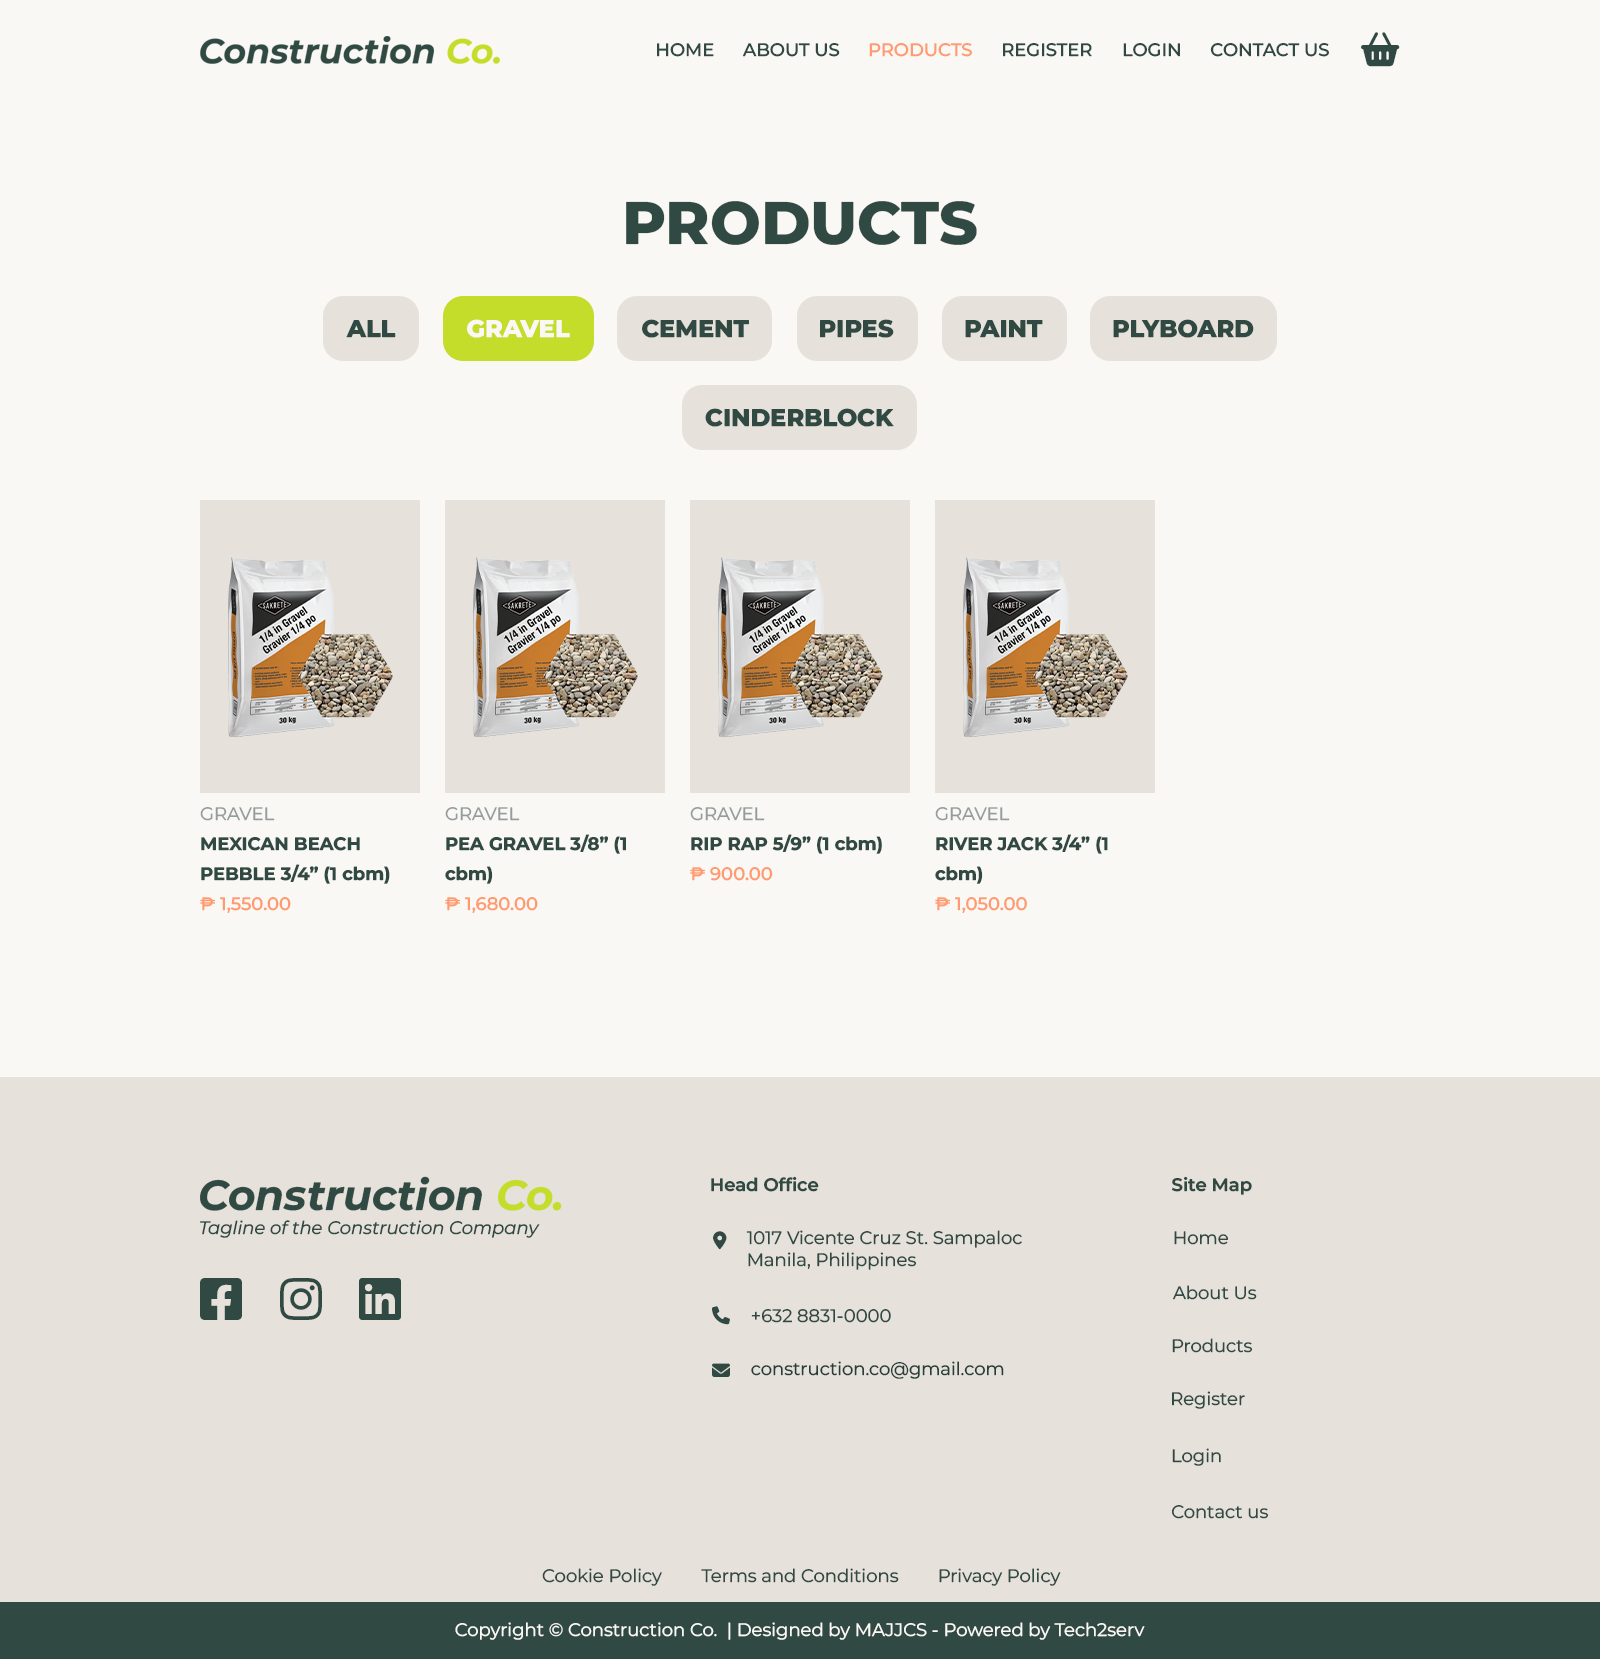 Construction Co.
HOME ABOUT US PRODUCTS REGISTER LOGIN CONTACT US
PRODUCTS
ALL GRAVEL CEMENT PIPES PAINT PLYBOARD
CINDERBLOCK
SAKRETE
1/4 in Gravel
Gravier 1/4 po
30 kg
SAKRETE
1/4 in Gravel
Gravier 1/4 po
30 kg
SAKRETE
1/4 in Gravel
Gravier 1/4 po
30 kg
SAKRETE
1/4 in Gravel
Gravier 1/4 po
30 kg
GRAVEL
MEXICAN BEACH
PEBBLE 3/4” (1 cbm)
₱ 1,550.00
GRAVEL
PEA GRAVEL 3/8” (1
cbm)
₱ 1,680.00
GRAVEL
RIP RAP 5/9” (1 cbm)
₱ 900.00
GRAVEL
RIVER JACK 3/4” (1
cbm)
₱ 1,050.00
Construction Co.
Tagline of the Construction Company
Head Office
1017 Vicente Cruz St. Sampaloc
Manila, Philippines
+632 8831-0000
construction.co@gmail.com
Site Map
Home
About Us
Products
Register
Login
Contact us
Cookie Policy Terms and Conditions Privacy Policy
Copyright © Construction Co. | Designed by MAJJCS - Powered by Tech2serv